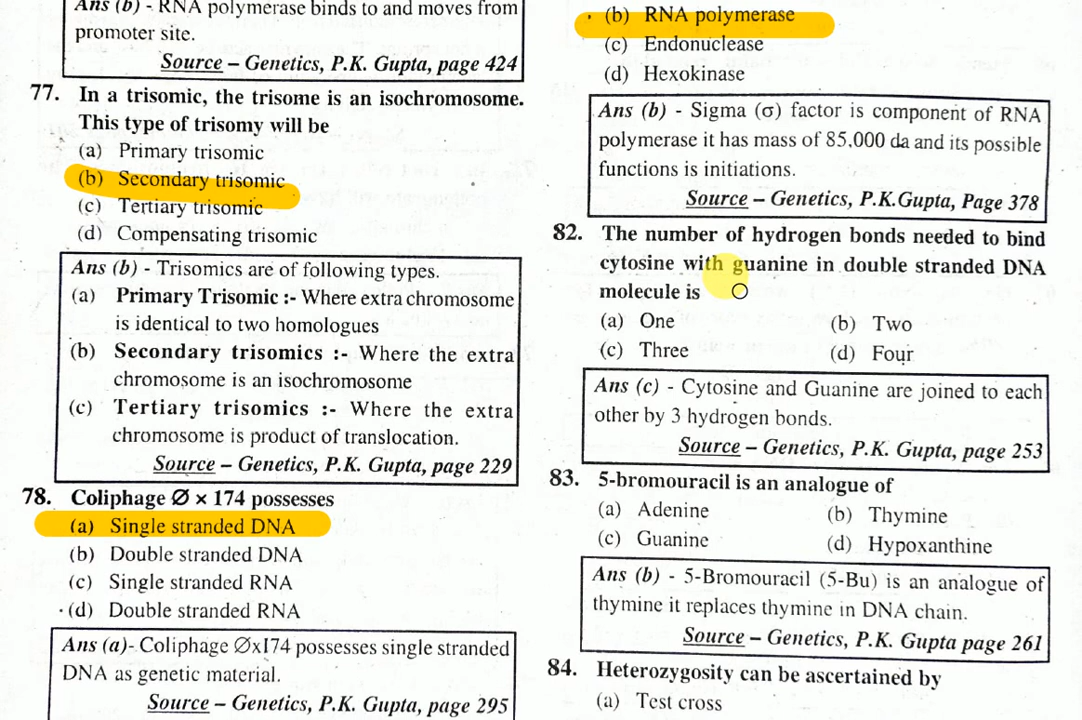 Ans (b) - RNA polymerase binds to and moves from
promoter site.
Source – Genetics, P.K. Gupta, page 424
77. In a trisomic, the trisome is an isochromosome.
This type of trisomy will be
(a) Primary trisomic
(b) Secondary trisomic
(c) Tertiary trisomic
(d) Compensating trisomic
Ans (b) - Trisomics are of following types.
(a) Primary Trisomic :- Where extra chromosome
is identical to two homologues
(b) Secondary trisomics :- Where the extra
chromosome is an isochromosome
(c) Tertiary trisomics :- Where the extra
chromosome is product of translocation.
Source – Genetics, P.K. Gupta, page 229
78. Coliphage Ø × 174 possesses
(a) Single stranded DNA
(b) Double stranded DNA
(c) Single stranded RNA
(d) Double stranded RNA
Ans (a)- Coliphage Øx174 possesses single stranded
DNA as genetic material.
Source – Genetics, P.K. Gupta, page 295
(b) RNA polymerase
(c) Endonuclease
(d) Hexokinase
Ans (b) - Sigma (σ) factor is component of RNA
polymerase it has mass of 85.000 da and its possible
functions is initiations.
Source – Genetics, P.K.Gupta, Page 378
82. The number of hydrogen bonds needed to bind
cytosine with guanine in double stranded DNA
molecule is
(a) One (b) Two
(c) Three (d) Four
Ans (c) - Cytosine and Guanine are joined to each
other by 3 hydrogen bonds.
Source – Genetics, P.K. Gupta, page 253
83. 5-bromouracil is an analogue of
(a) Adenine (b) Thymine
(c) Guanine (d) Hypoxanthine
Ans (b) - 5-Bromouracil (5-Bu) is an analogue of
thymine it replaces thymine in DNA chain.
Source – Genetics, P.K. Gupta page 261
84. Heterozygosity can be ascertained by
(a) Test cross